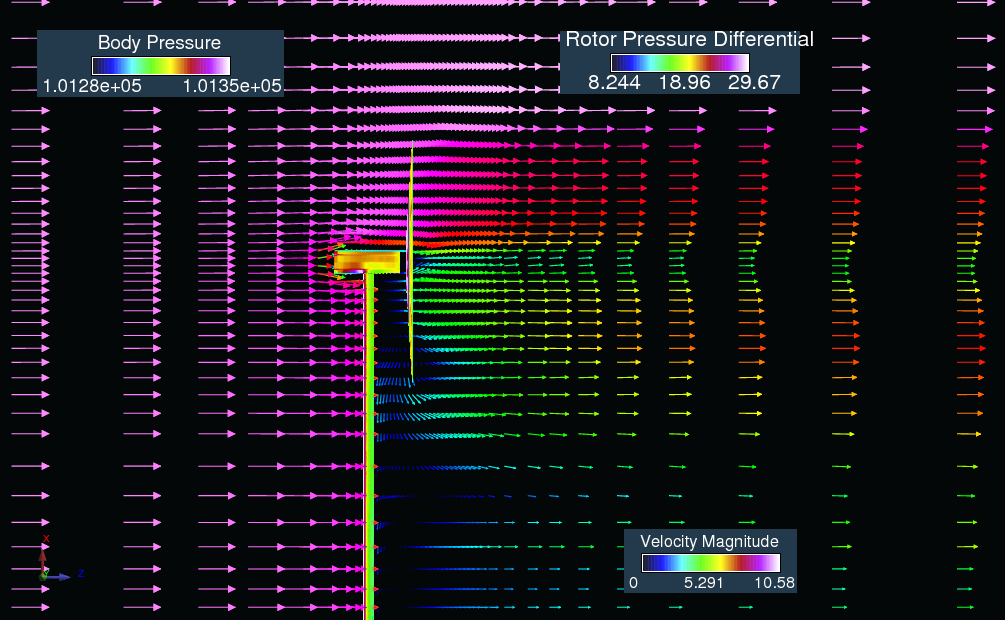 Body Pressure
1.0128e+05 1.0135e+05
Rotor Pressure Differential
8.244 18.96 29.67
X
Y
Z
Velocity Magnitude
0 5.291 10.58